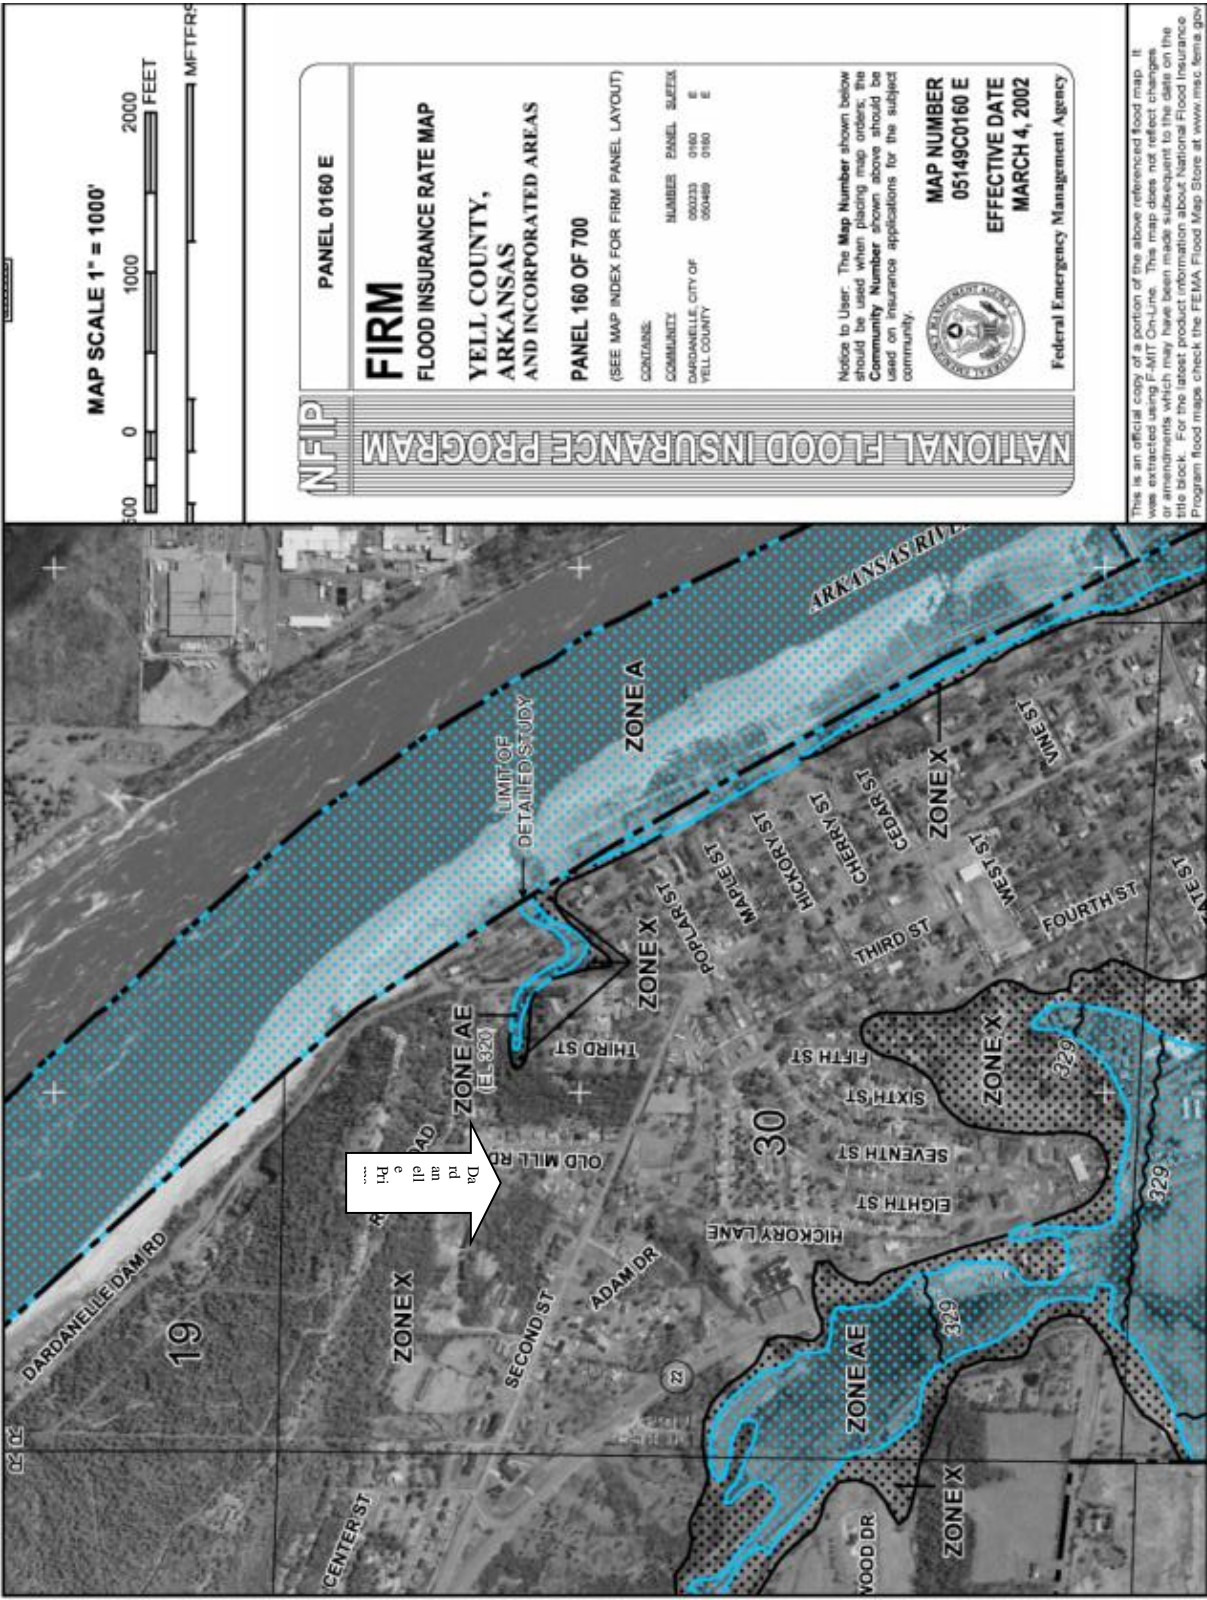 MAP SCALE 1" = 1000'
500 0 1000 2000
FEET
METERS
NFIP
NATIONAL FLOOD INSURANCE PROGRAM
PANEL 0160 E
FIRM
FLOOD INSURANCE RATE MAP
YELL COUNTY,
ARKANSAS
AND INCORPORATED AREAS
PANEL 160 OF 700
(SEE MAP INDEX FOR FIRM PANEL LAYOUT)
CONTAINS:
COMMUNITY NUMBER PANEL SUFFIX
DARDANELLE, CITY OF 050233 0160 E
YELL COUNTY 050469 0160 E
Notice to User: The Map Number shown below
should be used when placing map orders; the
Community Number shown above should be
used on insurance applications for the subject
community.
MAP NUMBER
05149C0160 E
EFFECTIVE DATE
MARCH 4, 2002
Federal Emergency Management Agency
This is an official copy of a portion of the above referenced flood map. It
was extracted using F-MIT On-Line. This map does not reflect changes
or amendments which may have been made subsequent to the date on the
title block. For the latest product information about National Flood Insurance
Program flood maps check the FEMA Flood Map Store at www.msc.fema.gov
ARKANSAS RIVE
ZONE A
LIMIT OF
DETAILED STUDY
ZONE X
VINE ST
CEDAR ST
CHERRY ST
HICKORY ST
MAPLE ST
POPLAR ST
WEST ST
FOURTH ST
THIRD ST
ATE ST
ZONE X
ZONE AE
(EL 320)
THIRD ST
FIFTH ST
SIXTH ST
SEVENTH ST
EIGHTH ST
HICKORY LANE
30
ZONE X
329
329
329
OLD MILL RD
OAD
Da
rd
an
ell
e
Pri
DARDANELLE DAM RD
19
ZONE X
SECOND ST
ADAM DR
22
ZONE AE
ZONE X
CENTER ST
WOOD DR